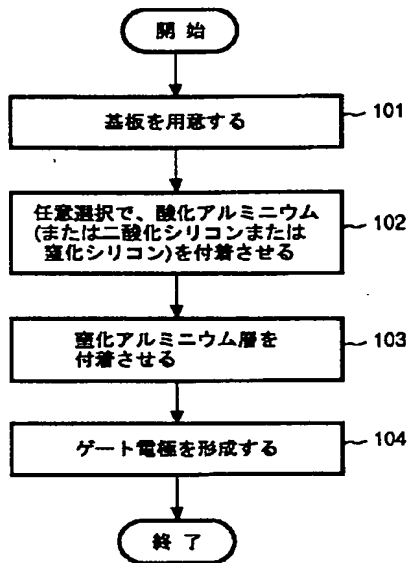 開 始
基板を用意する
101
任意選択で、酸化アルミニウム
(または二酸化シリコンまたは
窒化シリコン)を付着させる
102
窒化アルミニウム層を
付着させる
103
ゲート電極を形成する
104
終 了